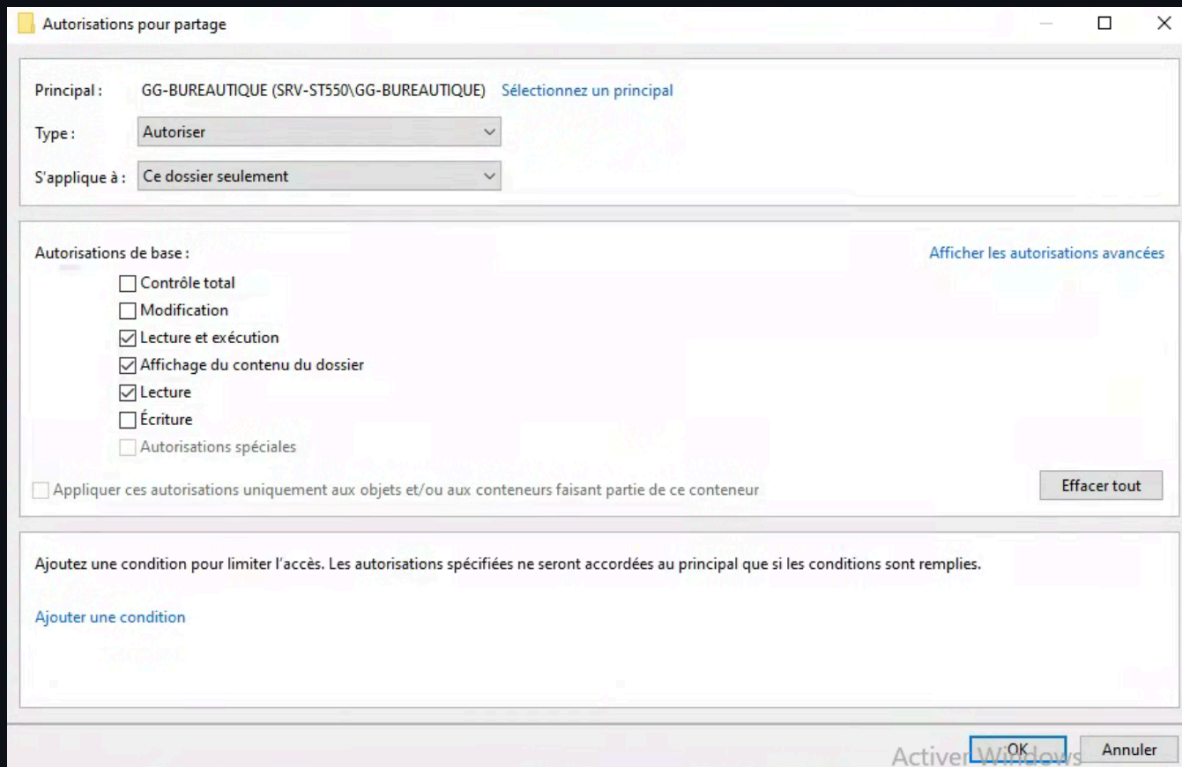 Autorisations pour partage
Principal : GG-BUREAUTIQUE (SRV-ST550\GG-BUREAUTIQUE) Sélectionnez un principal
Type : Autoriser
S'applique à : Ce dossier seulement
Autorisations de base : Afficher les autorisations avancées
Contrôle total
Modification
Lecture et exécution
Affichage du contenu du dossier
Lecture
Écriture
Autorisations spéciales
Appliquer ces autorisations uniquement aux objets et/ou aux conteneurs faisant partie de ce conteneur
Effacer tout
Ajoutez une condition pour limiter l'accès. Les autorisations spécifiées ne seront accordées au principal que si les conditions sont remplies.
Ajouter une condition
OK Annuler
Activer Windows